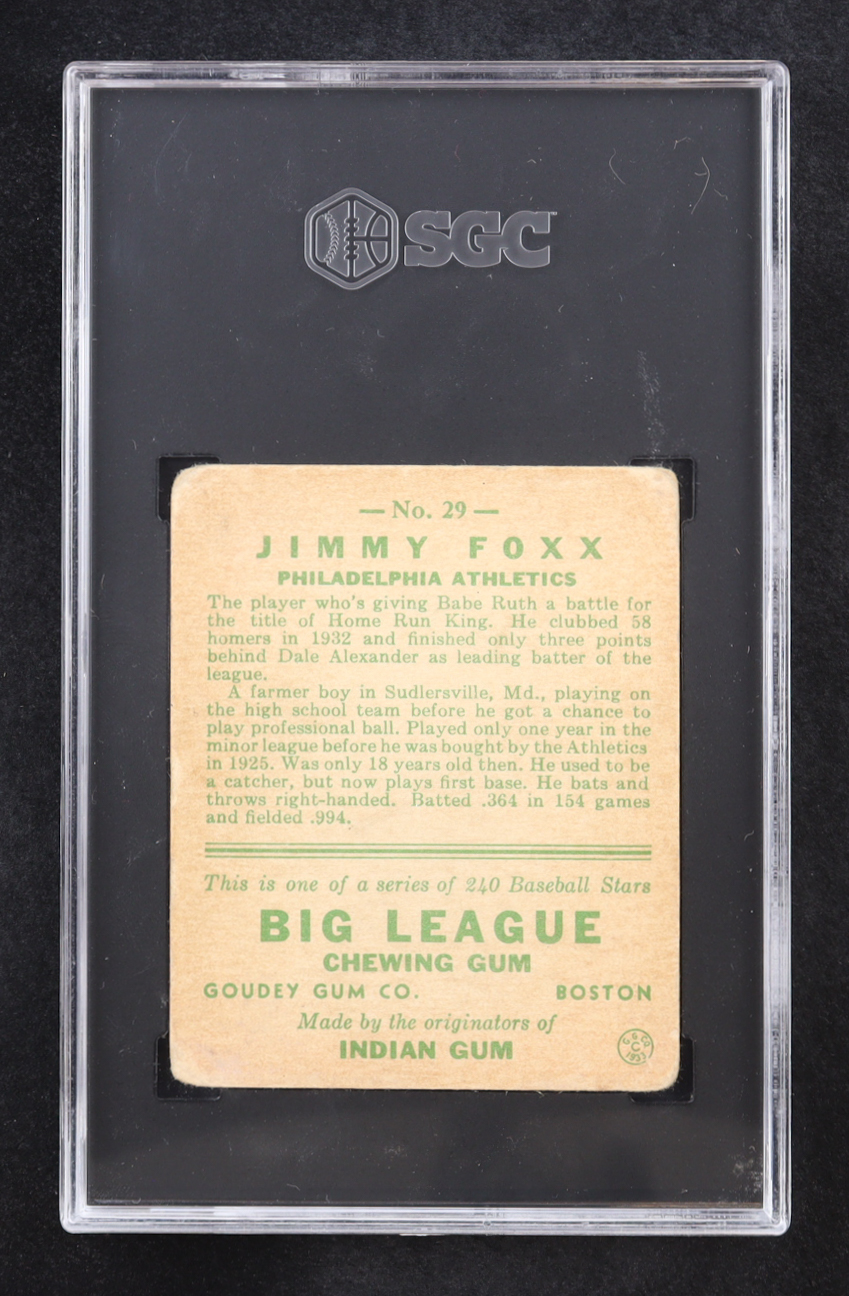 SGC
— No. 29 —
JIMMY FOXX
PHILADELPHIA ATHLETICS
The player who's giving Babe Ruth a battle for
the title of Home Run King. He clubbed 58
homers in 1932 and finished only three points
behind Dale Alexander as leading batter of the
league.
A farmer boy in Sudlersville, Md., playing on
the high school team before he got a chance to
play professional ball. Played only one year in the
minor league before he was bought by the Athletics
in 1925. Was only 18 years old then. He used to be
a catcher, but now plays first base. He bats and
throws right-handed. Batted .364 in 154 games
and fielded .994.
This is one of a series of 240 Baseball Stars
BIG LEAGUE
CHEWING GUM
GOUDEY GUM CO. BOSTON
Made by the originators of
INDIAN GUM
G G CO
C
1933